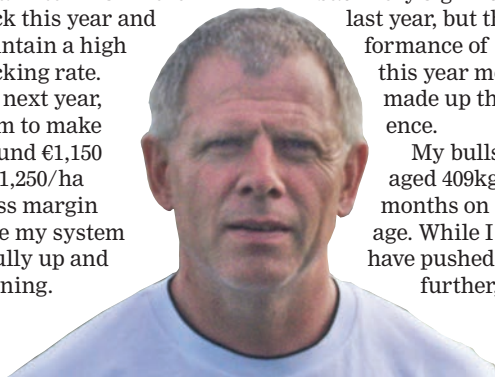 ck this year and
ntain a high
cking rate.
next year,
m to make
und €1,150
1,250/ha
ss margin
e my system
ully up and
ning.
last year, but th
formance of
this year me
made up th
ence.
My bulls
aged 409kg
months on
age. While I
have pushed
further,